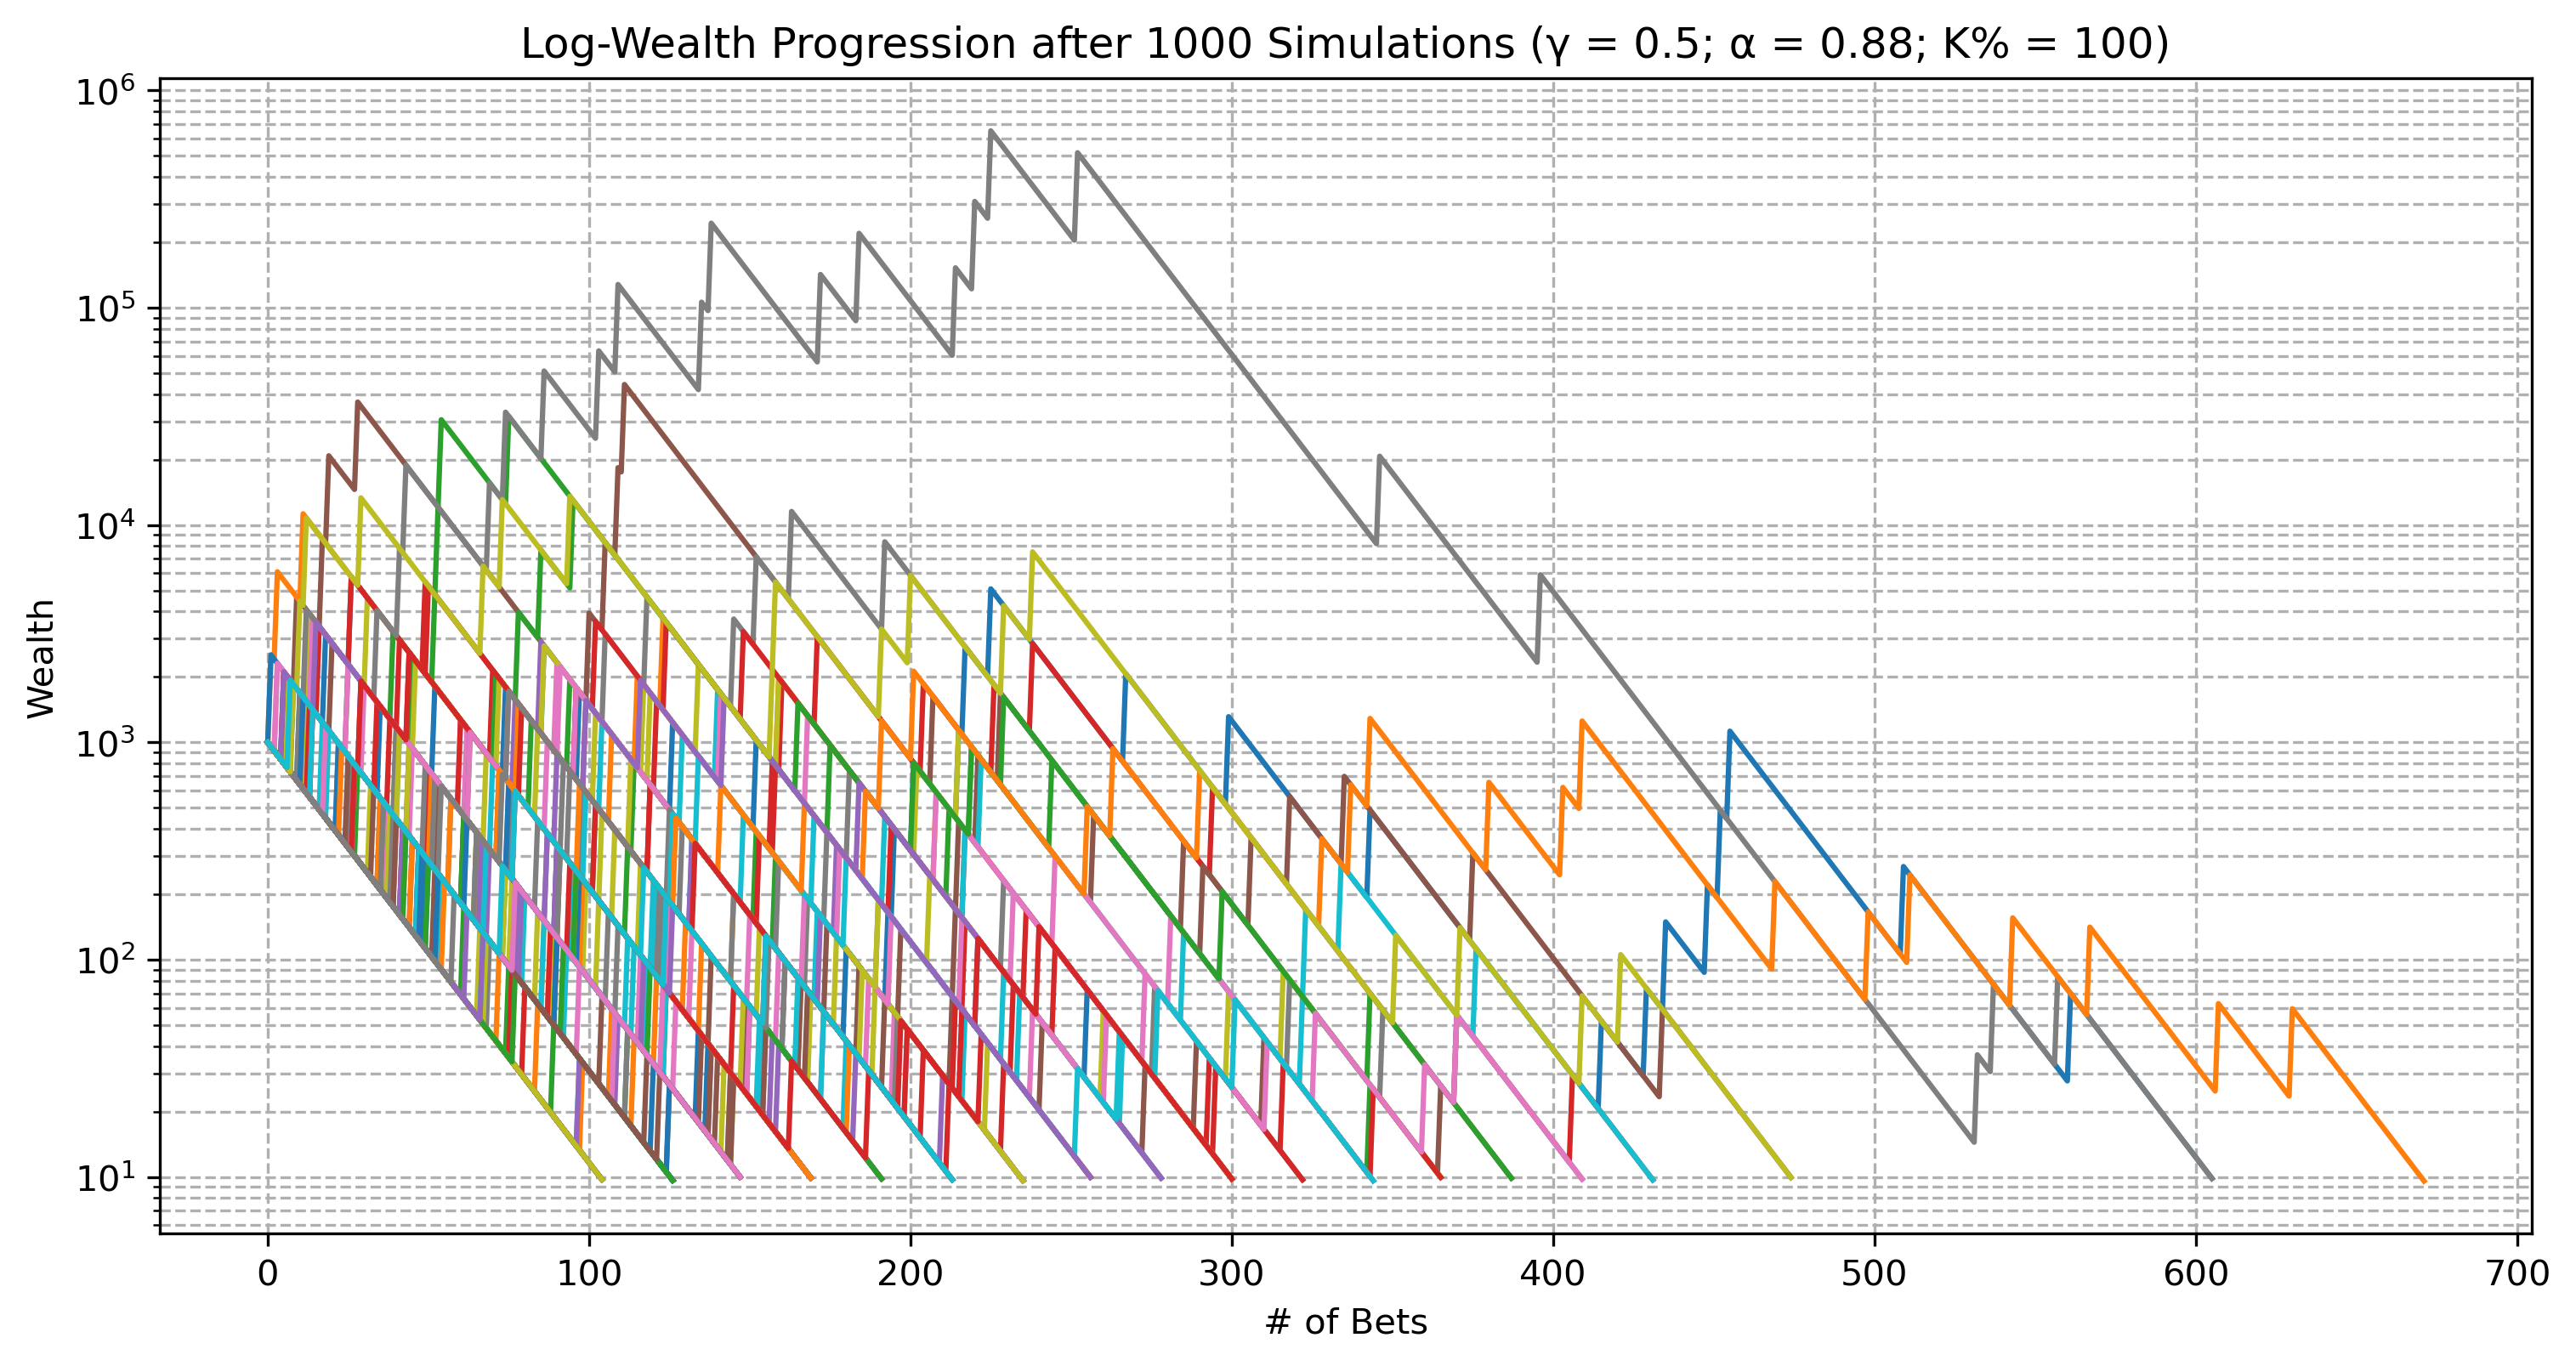 Log-Wealth Progression after 1000 Simulations (γ = 0.5; α = 0.88; K% = 100)
10⁶
10⁵
10⁴
10³
10²
10¹
Wealth
0 100 200 300 400 500 600 700
# of Bets